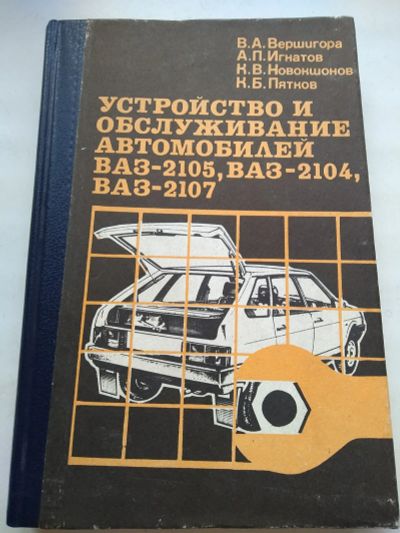 В.А.Вершигора
А.П.Игнатов
К.В.Новокшонов
К.Б.Пятков
УСТРОЙСТВО И
ОБСЛУЖИВАНИЕ
АВТОМОБИЛЕЙ
ВАЗ-2105, ВАЗ-2104,
ВАЗ-2107